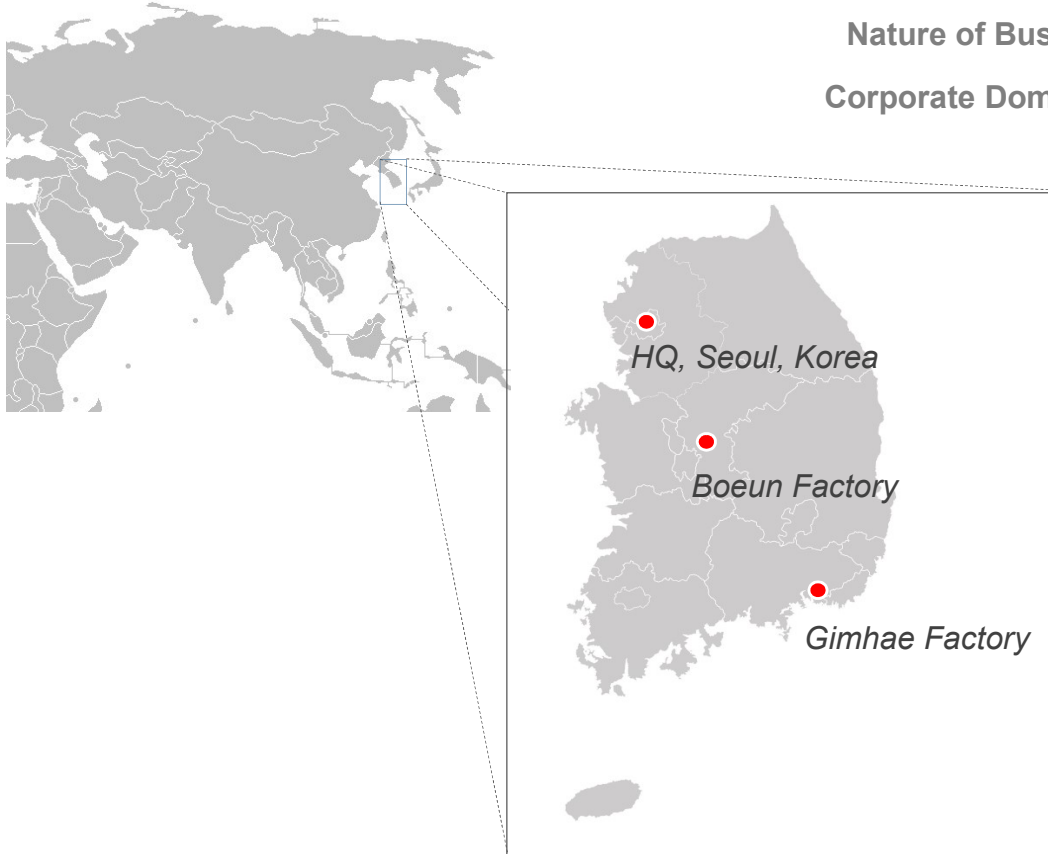 Nature of Bus
Corporate Dom
HQ, Seoul, Korea
Boeun Factory
Gimhae Factory